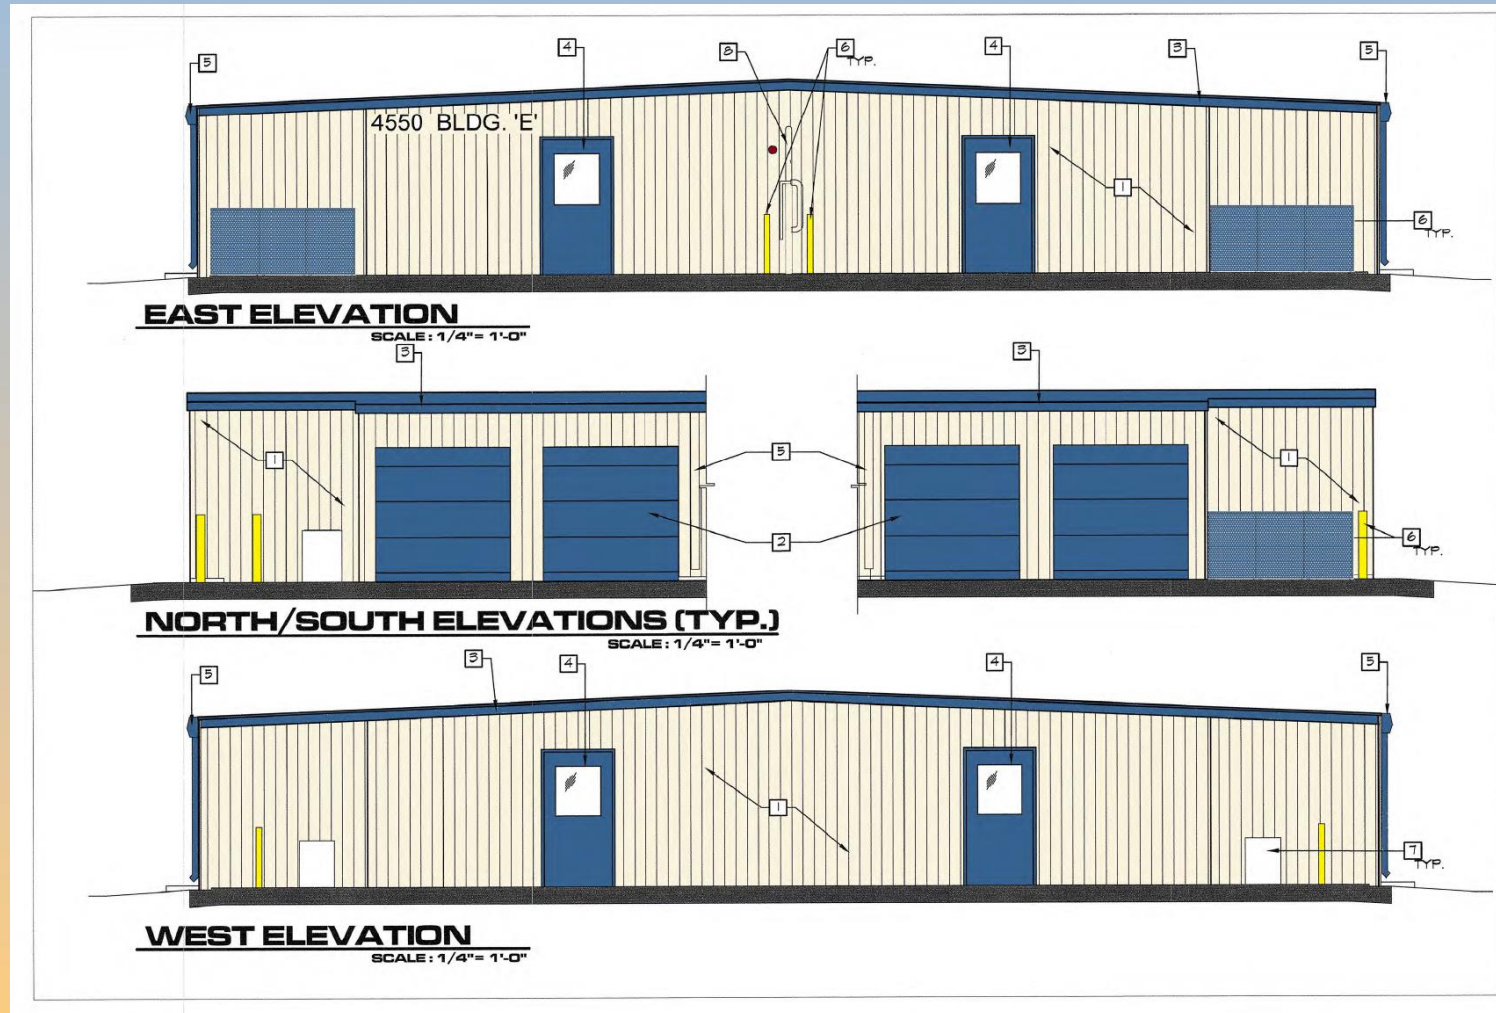 5
4
8
6
TYP.
4
3
5
4550 BLDG. 'E'
1
6
TYP.
EAST ELEVATION
SCALE: 1/4"= 1'-0"
3
3
1
5
1
2
6
TYP.
NORTH/SOUTH ELEVATIONS (TYP.)
SCALE: 1/4"= 1'-0"
5
3
4
4
5
1
7
TYP.
WEST ELEVATION
SCALE: 1/4"= 1'-0"